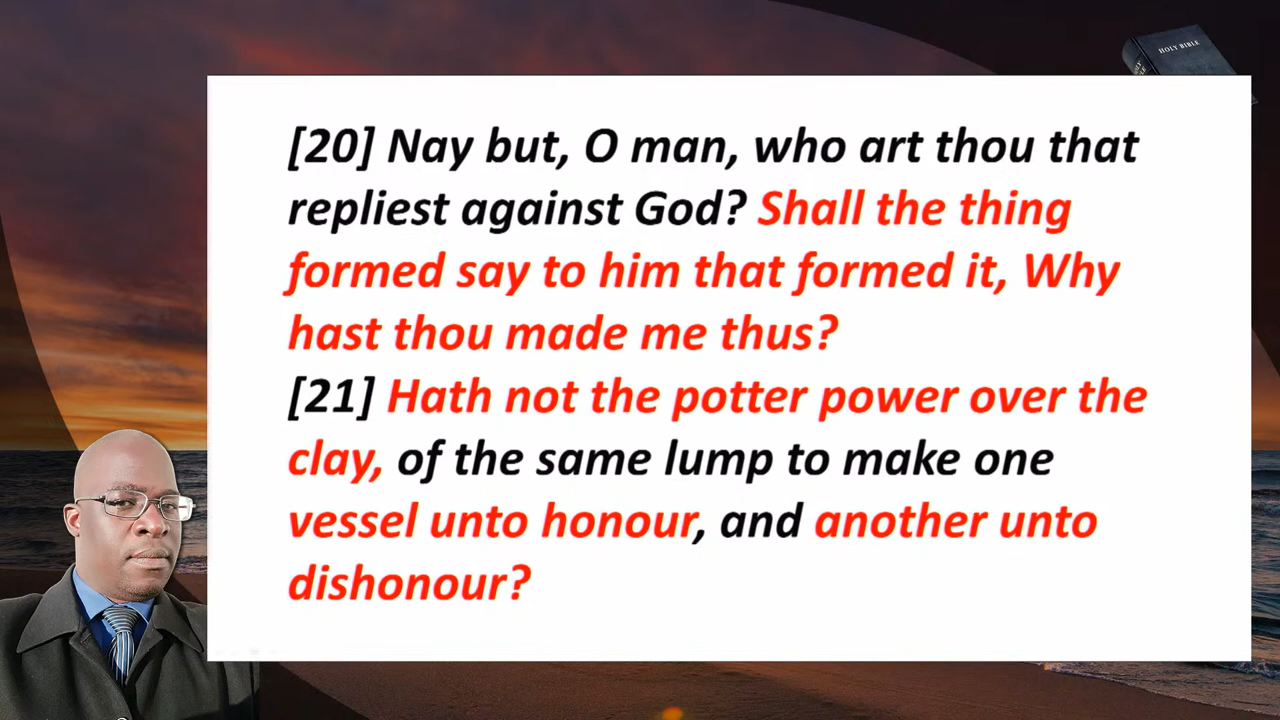 HOLY BIBLE
[20] Nay but, O man, who art thou that
repliest against God? Shall the thing
formed say to him that formed it, Why
hast thou made me thus?
[21] Hath not the potter power over the
clay, of the same lump to make one
vessel unto honour, and another unto
dishonour?